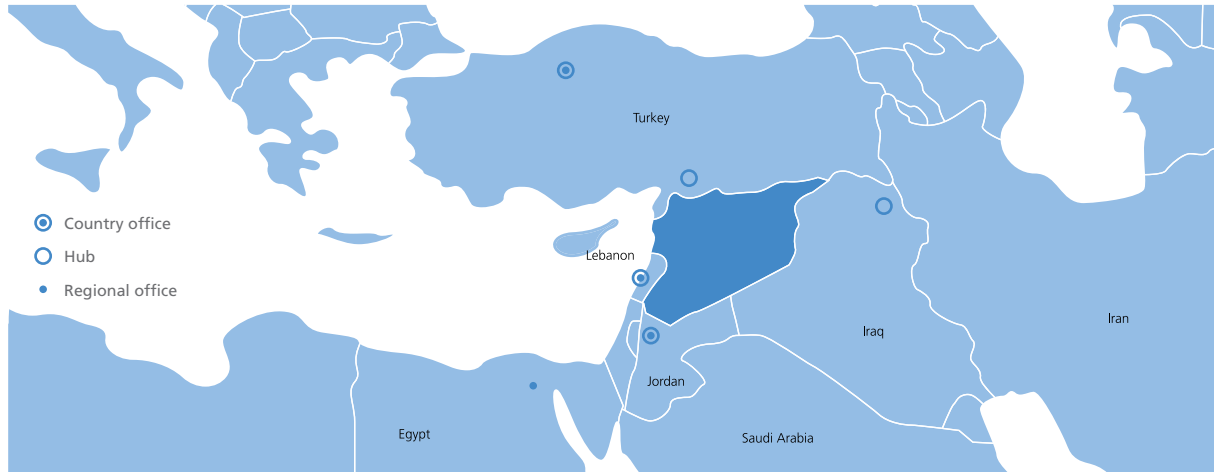 Turkey
Country office
Hub
Lebanon
Regional office
Iran
Iraq
Jordan
Egypt
Saudi Arabia